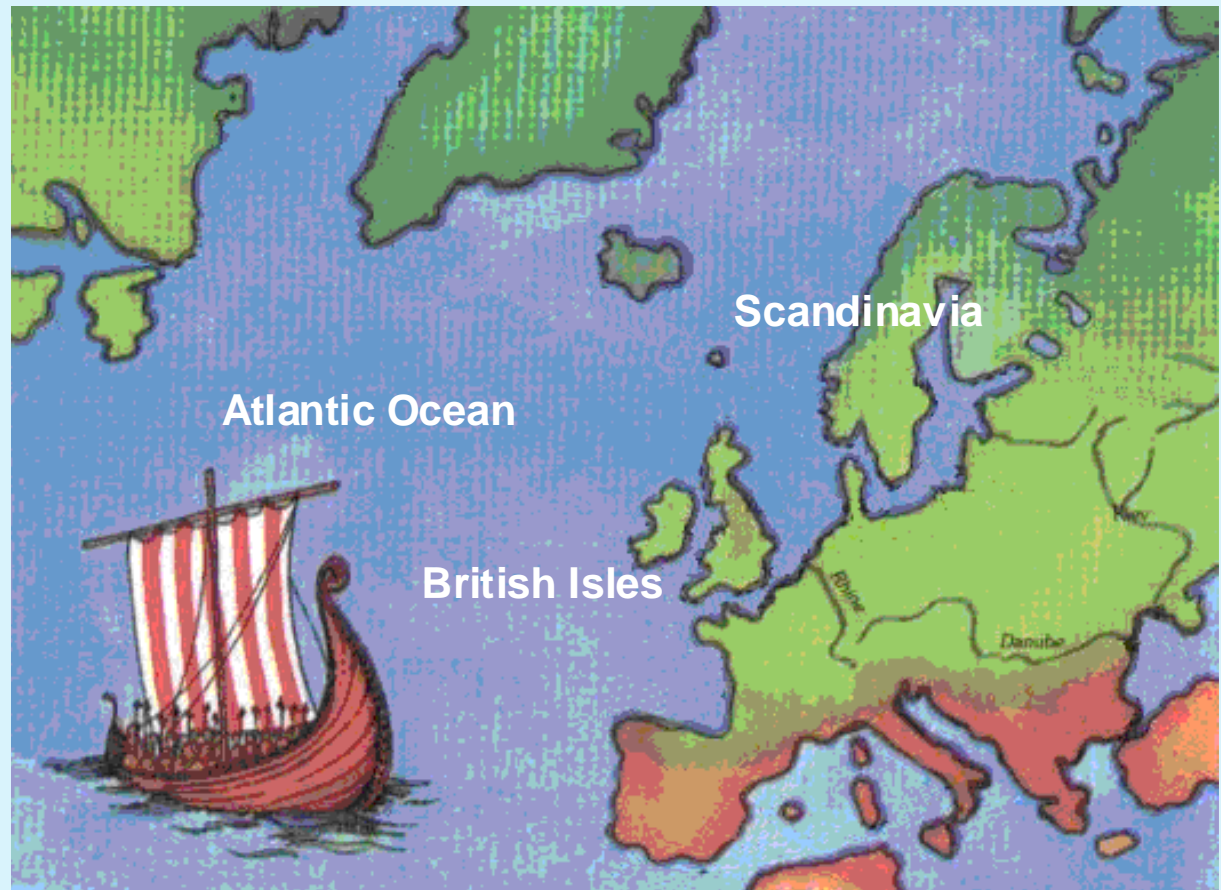 Scandinavia
Atlantic Ocean
British Isles
Rhine
Danube